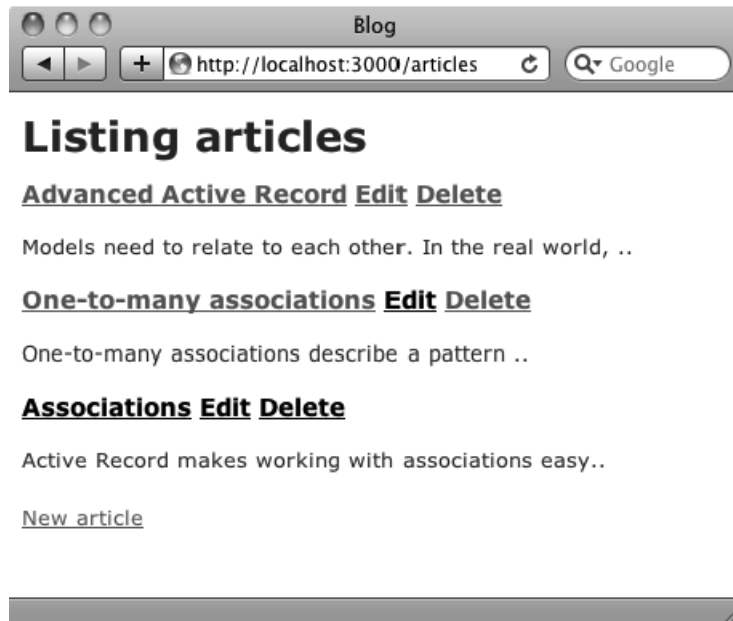 Blog
http://localhost:3000/articles
Google
Listing articles
Advanced Active Record Edit Delete
Models need to relate to each other. In the real world, ..
One-to-many associations Edit Delete
One-to-many associations describe a pattern ..
Associations Edit Delete
Active Record makes working with associations easy..
New article